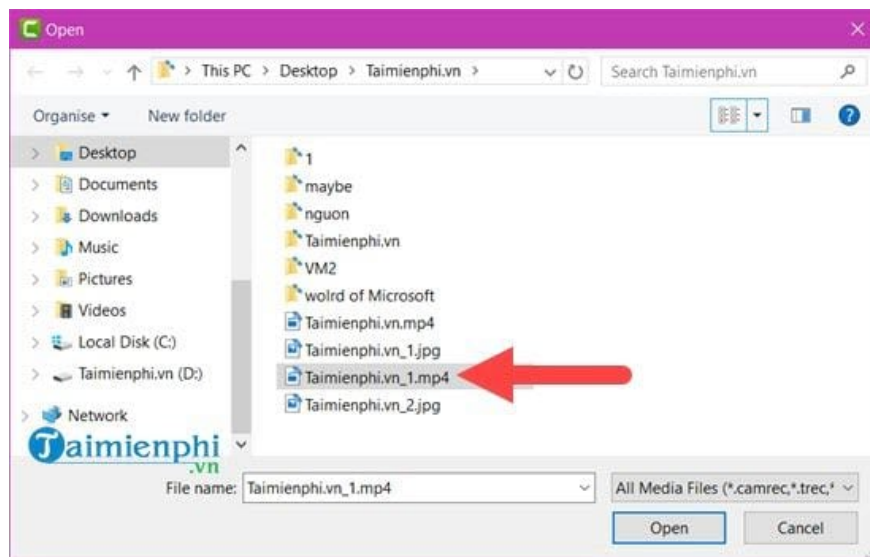 Open
This PC > Desktop > Taimienphi.vn >
Search Taimienphi.vn
Organise
New folder
Desktop
Documents
Downloads
Music
Pictures
Videos
Local Disk (C:)
Taimienphi.vn (D:)
Network
1
maybe
nguon
Taimienphi.vn
VM2
wolrd of Microsoft
Taimienphi.vn.mp4
Taimienphi.vn_1.jpg
Taimienphi.vn_1.mp4
Taimienphi.vn_2.jpg
Taimienphi
.vn
File name: Taimienphi.vn_1.mp4
All Media Files (*.camrec,*.trec,*
Open
Cancel